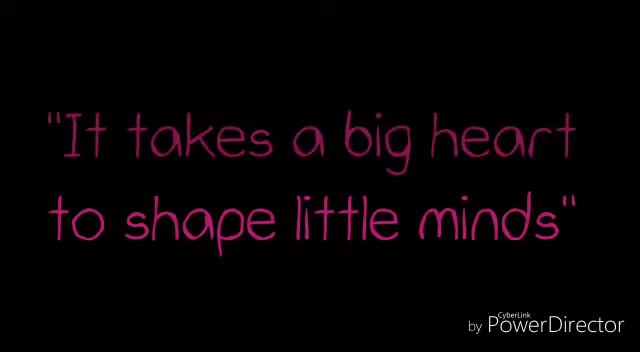 "It takes a big heart
to shape little minds"
CyberLink
by PowerDirector